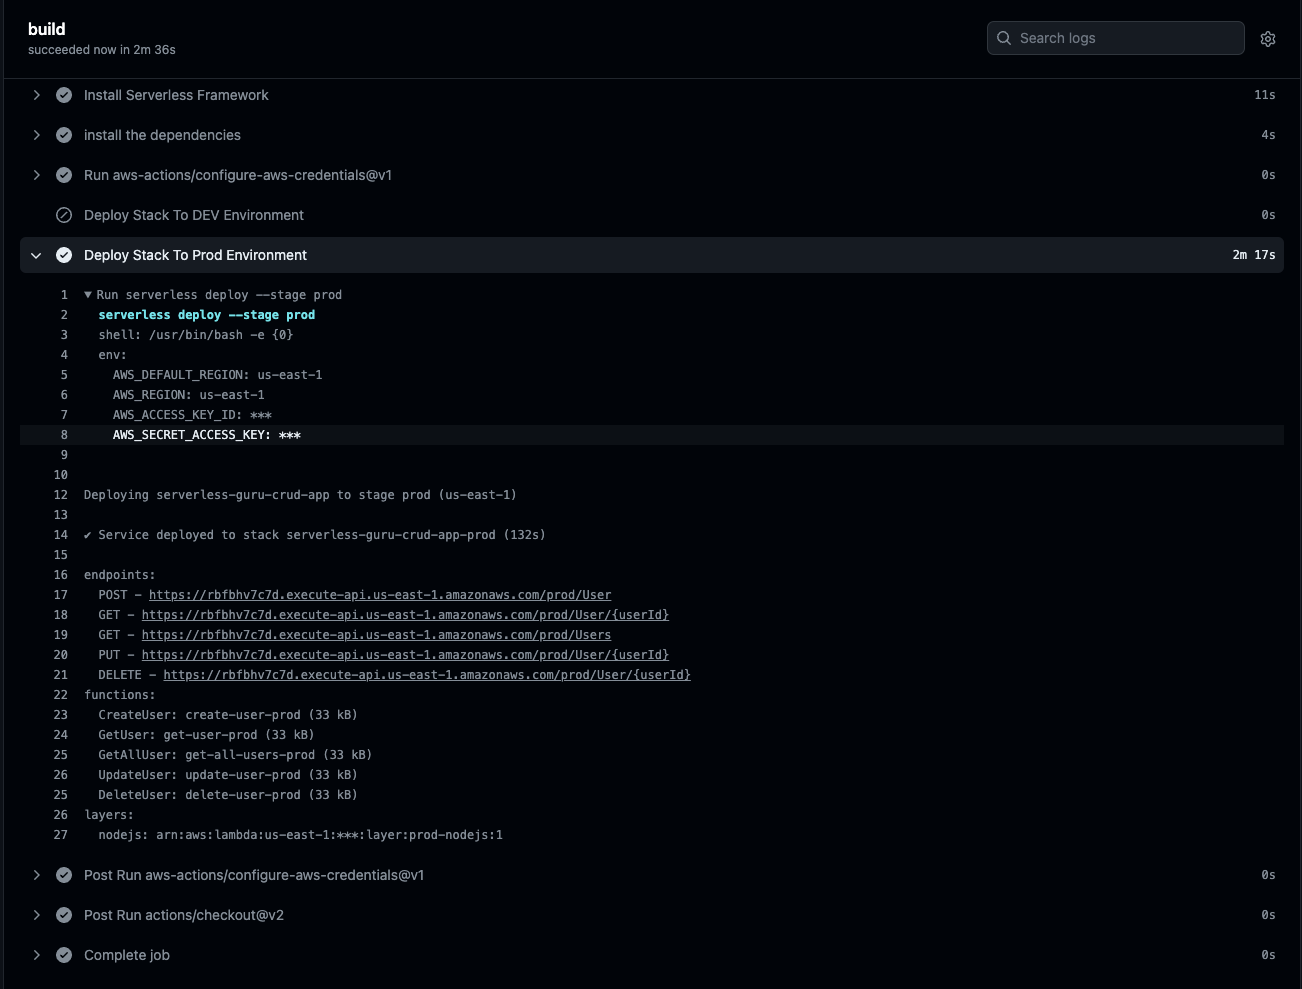 build
succeeded now in 2m 36s
Search logs
Install Serverless Framework 11s
install the dependencies 4s
Run aws-actions/configure-aws-credentials@v1 0s
Deploy Stack To DEV Environment 0s
Deploy Stack To Prod Environment 2m 17s
1 ▼ Run serverless deploy --stage prod
2 serverless deploy --stage prod
3 shell: /usr/bin/bash -e {0}
4 env:
5 AWS_DEFAULT_REGION: us-east-1
6 AWS_REGION: us-east-1
7 AWS_ACCESS_KEY_ID: ***
8 AWS_SECRET_ACCESS_KEY: ***
9
10
12 Deploying serverless-guru-crud-app to stage prod (us-east-1)
13
14 ✔ Service deployed to stack serverless-guru-crud-app-prod (132s)
15
16 endpoints:
17 POST - https://rbfbhv7c7d.execute-api.us-east-1.amazonaws.com/prod/User
18 GET - https://rbfbhv7c7d.execute-api.us-east-1.amazonaws.com/prod/User/{userId}
19 GET - https://rbfbhv7c7d.execute-api.us-east-1.amazonaws.com/prod/Users
20 PUT - https://rbfbhv7c7d.execute-api.us-east-1.amazonaws.com/prod/User/{userId}
21 DELETE - https://rbfbhv7c7d.execute-api.us-east-1.amazonaws.com/prod/User/{userId}
22 functions:
23 CreateUser: create-user-prod (33 kB)
24 GetUser: get-user-prod (33 kB)
25 GetAllUser: get-all-users-prod (33 kB)
26 UpdateUser: update-user-prod (33 kB)
25 DeleteUser: delete-user-prod (33 kB)
26 layers:
27 nodejs: arn:aws:lambda:us-east-1:***:layer:prod-nodejs:1
Post Run aws-actions/configure-aws-credentials@v1 0s
Post Run actions/checkout@v2 0s
Complete job 0s